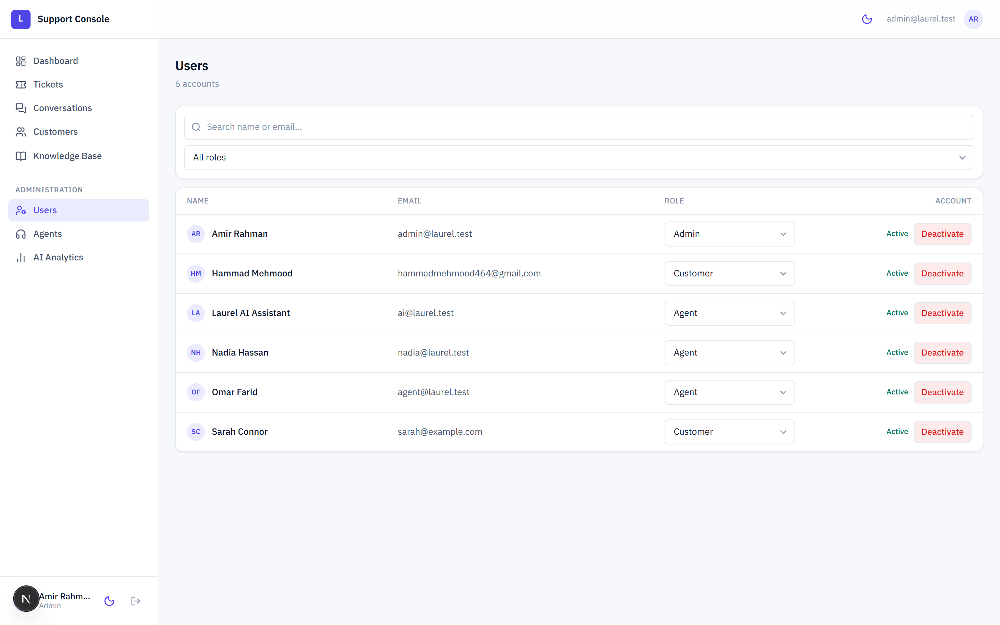 L Support Console
admin@laurel.test AR
Dashboard
Tickets
Conversations
Customers
Knowledge Base
ADMINISTRATION
Users
Agents
AI Analytics
N Amir Rahm...
Admin
Users
6 accounts
Search name or email...
All roles
NAME EMAIL ROLE ACCOUNT
AR Amir Rahman admin@laurel.test Admin Active Deactivate
HM Hammad Mehmood hammadmehmood464@gmail.com Customer Active Deactivate
LA Laurel AI Assistant ai@laurel.test Agent Active Deactivate
NH Nadia Hassan nadia@laurel.test Agent Active Deactivate
OF Omar Farid agent@laurel.test Agent Active Deactivate
SC Sarah Connor sarah@example.com Customer Active Deactivate